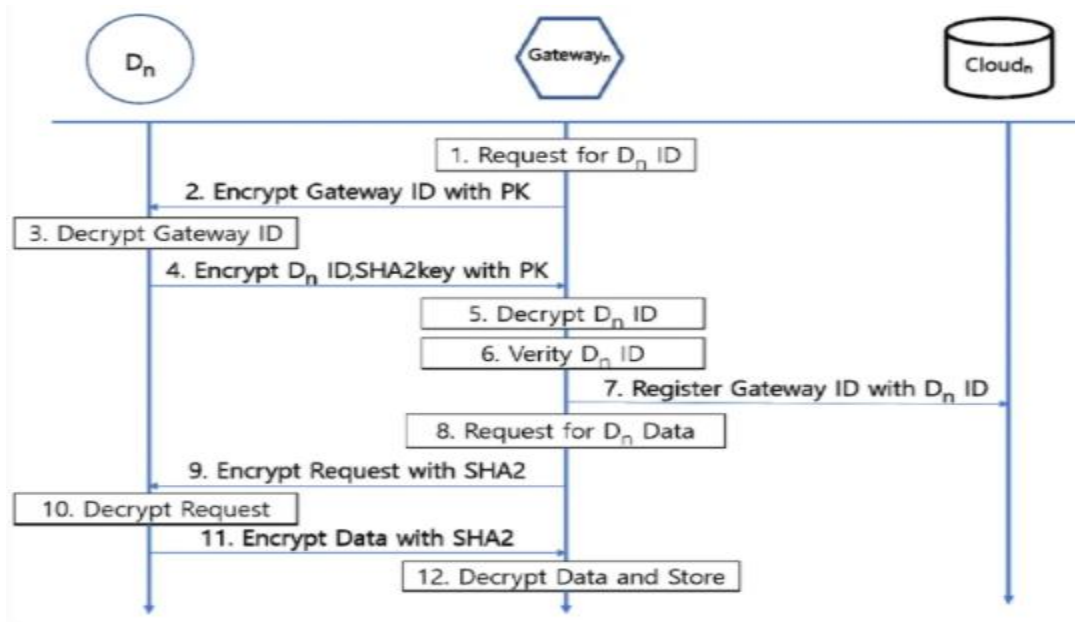 Dn
Gatewayn
Cloudn
1. Request for Dn ID
2. Encrypt Gateway ID with PK
3. Decrypt Gateway ID
4. Encrypt Dn ID,SHA2key with PK
5. Decrypt Dn ID
6. Verity Dn ID
7. Register Gateway ID with Dn ID
8. Request for Dn Data
9. Encrypt Request with SHA2
10. Decrypt Request
11. Encrypt Data with SHA2
12. Decrypt Data and Store